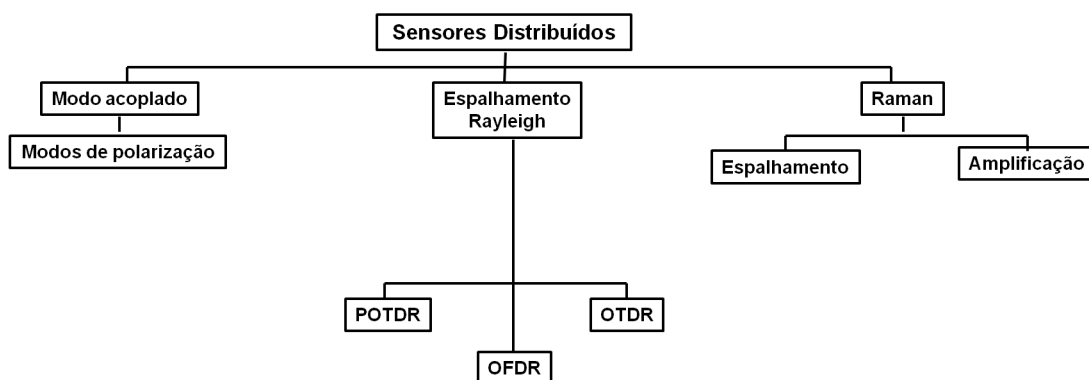 Sensores Distribuídos
Modo acoplado
Espalhamento
Rayleigh
Raman
Modos de polarização
Espalhamento
Amplificação
POTDR
OTDR
OFDR